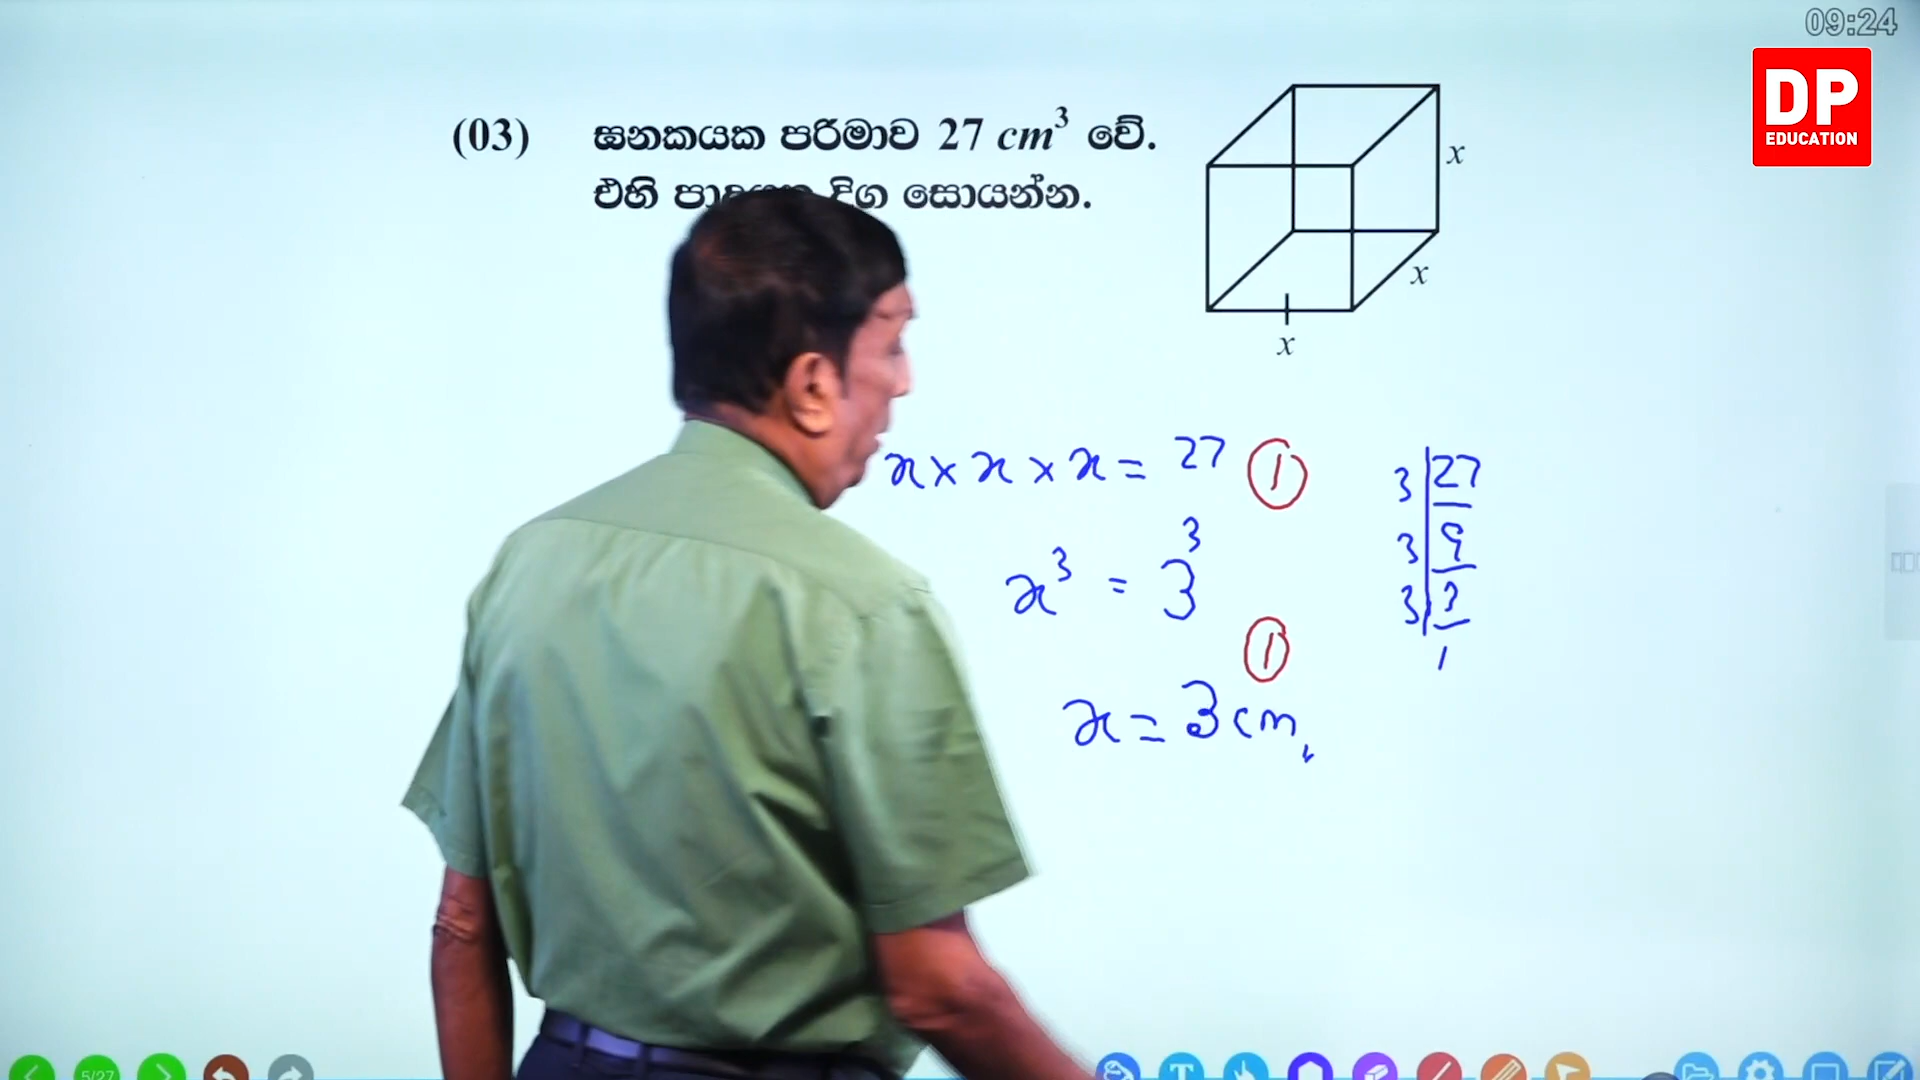 09:24
DP
EDUCATION
(03) ඝනකයක පරිමාව 27 cm³ වේ.
එහි දිග සොයන්න.
x
x
x
x × x × x = 27 ①
x³ = 3³
①
x = 3 cm
3 | 27
3 | 9
3 | 3
1
5/27